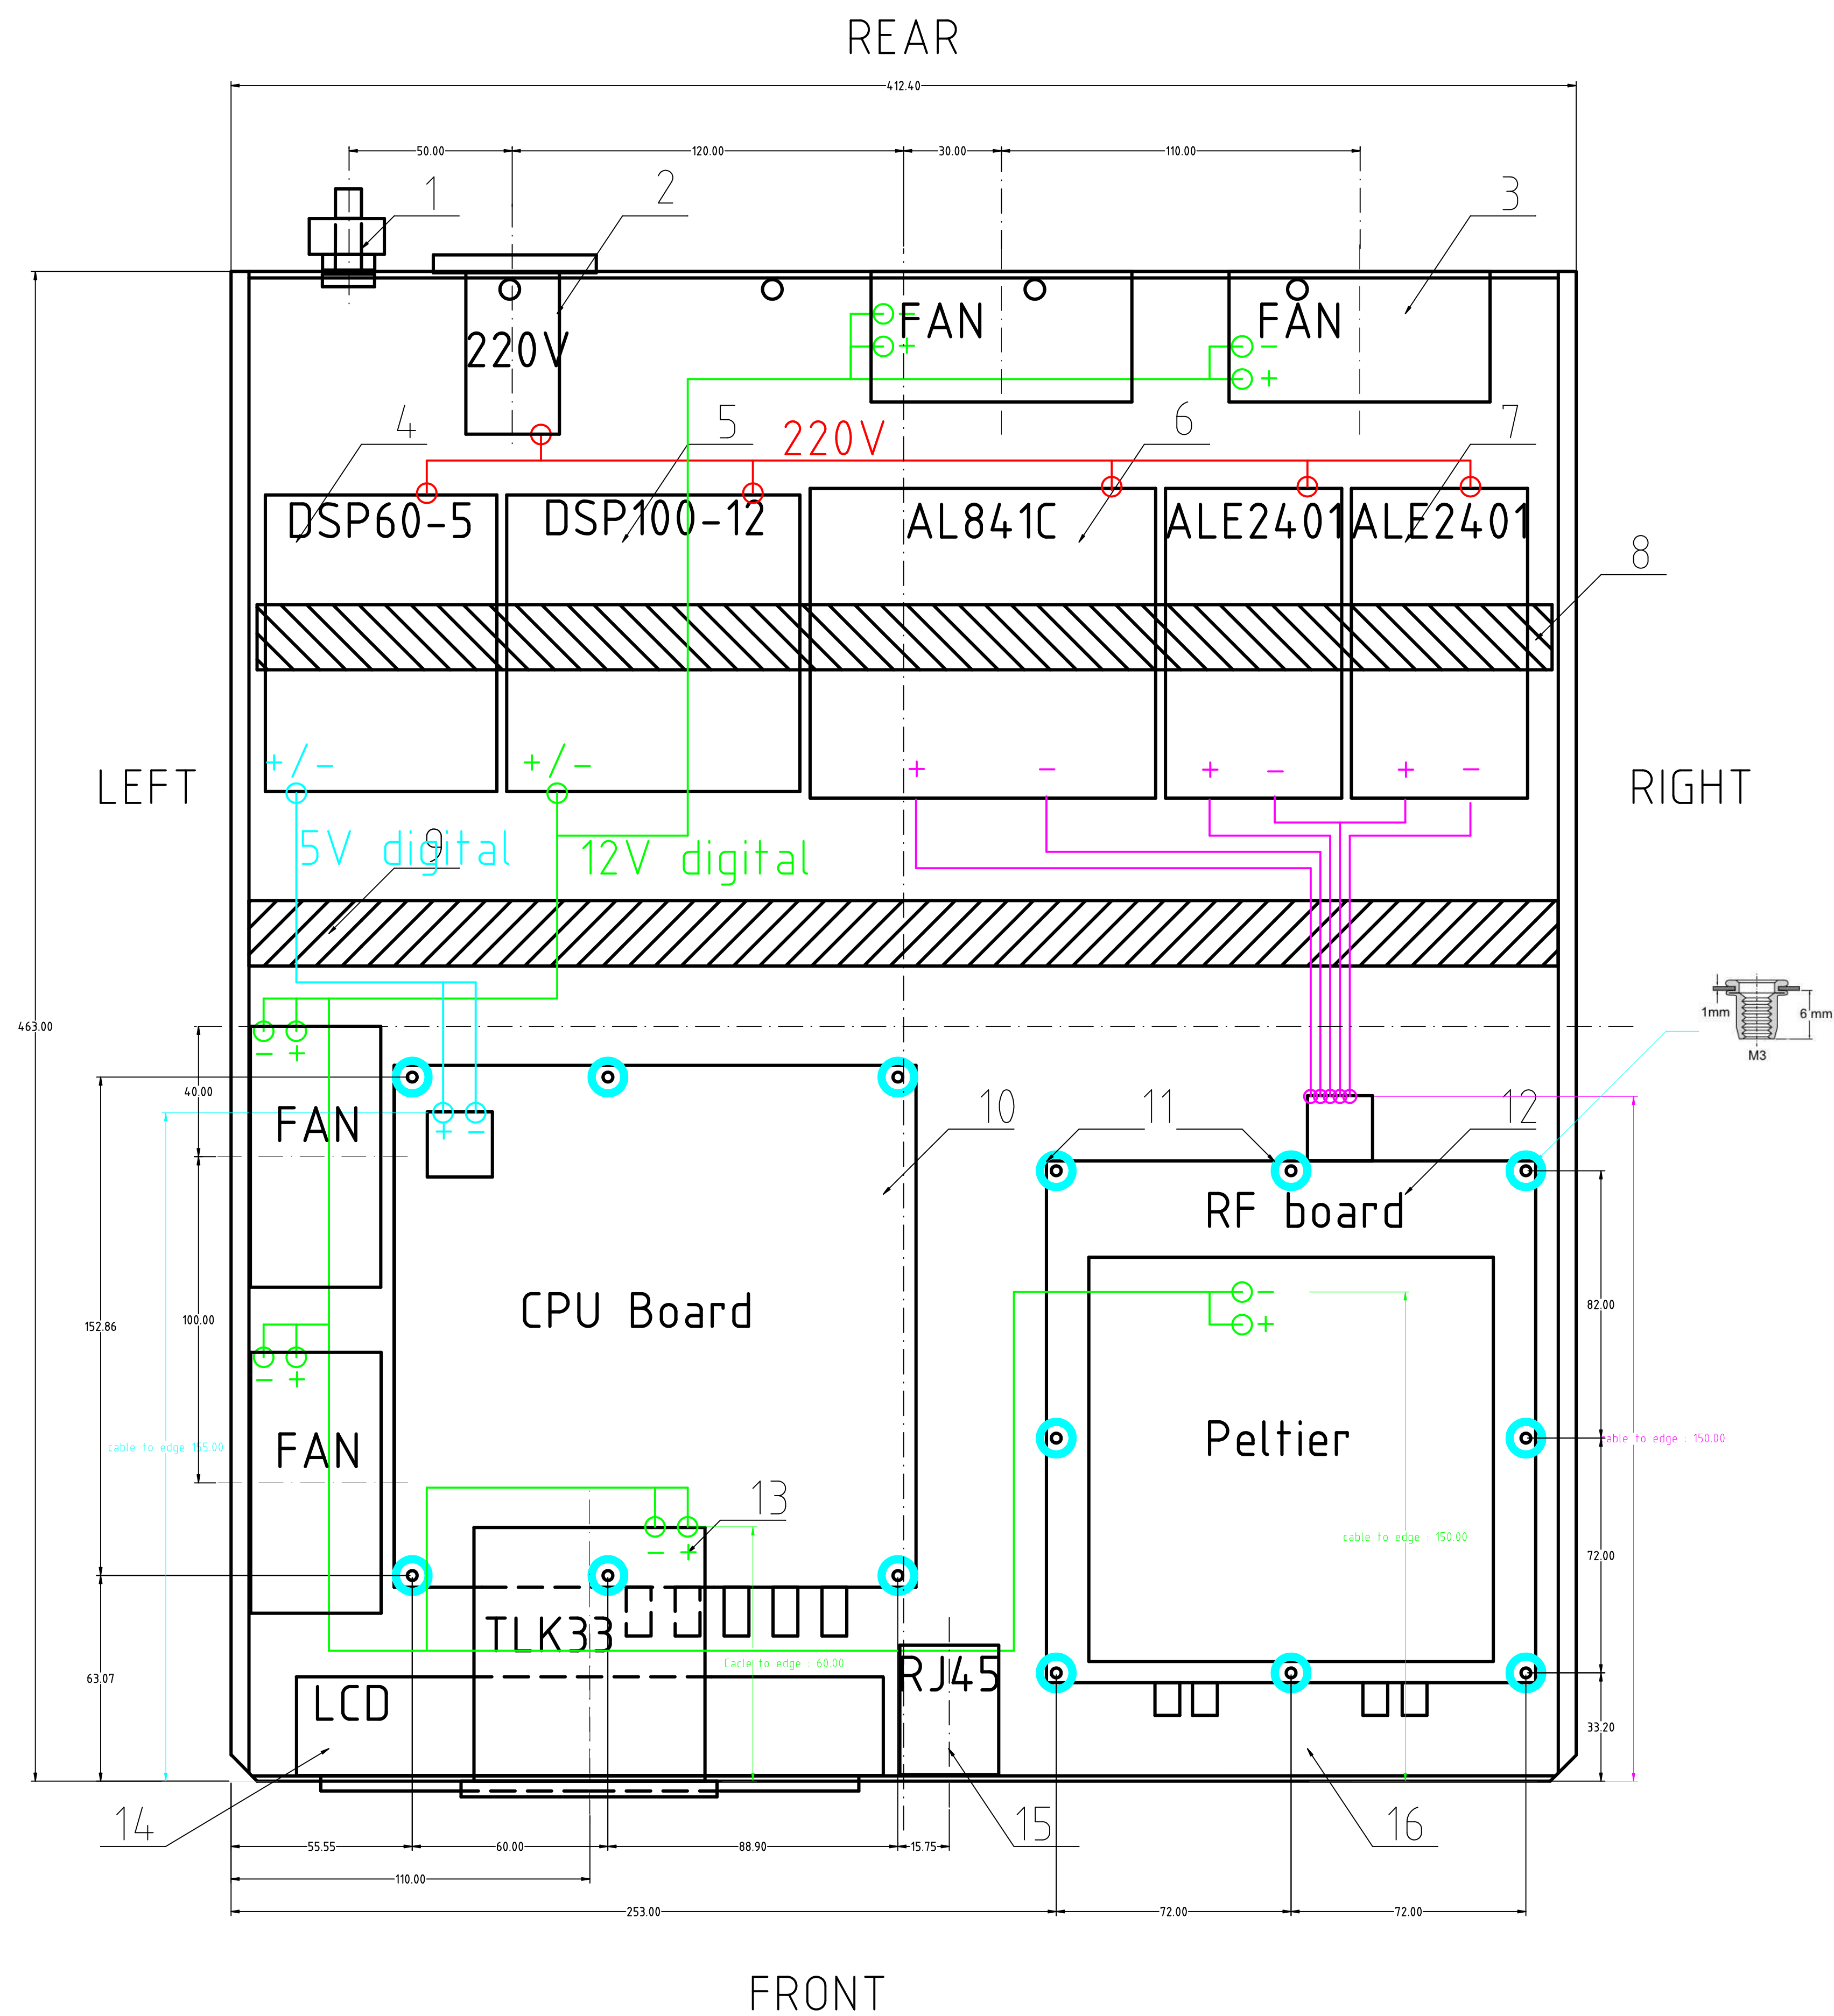 REAR
412.40
50.00
120.00
30.00
110.00
1
2
3
FAN
FAN
-
+
-
+
220V
4
5
220V
6
7
DSP60-5
DSP100-12
AL841C
ALE2401
ALE2401
8
LEFT
+/-
+/-
+
-
+
-
+
-
RIGHT
5V digital
9
12V digital
463.00
1mm
6 mm
M3
-
+
40.00
FAN
+
-
10
11
12
RF board
CPU Board
-
+
82.00
152.86
100.00
-
+
FAN
Peltier
cable to edge 155.00
cable to edge : 150.00
13
-
+
cable to edge : 150.00
72.00
TLK33
Cacle to edge : 60.00
RJ45
63.07
LCD
33.20
14
15
16
55.55
60.00
88.90
15.75
110.00
253.00
72.00
72.00
FRONT